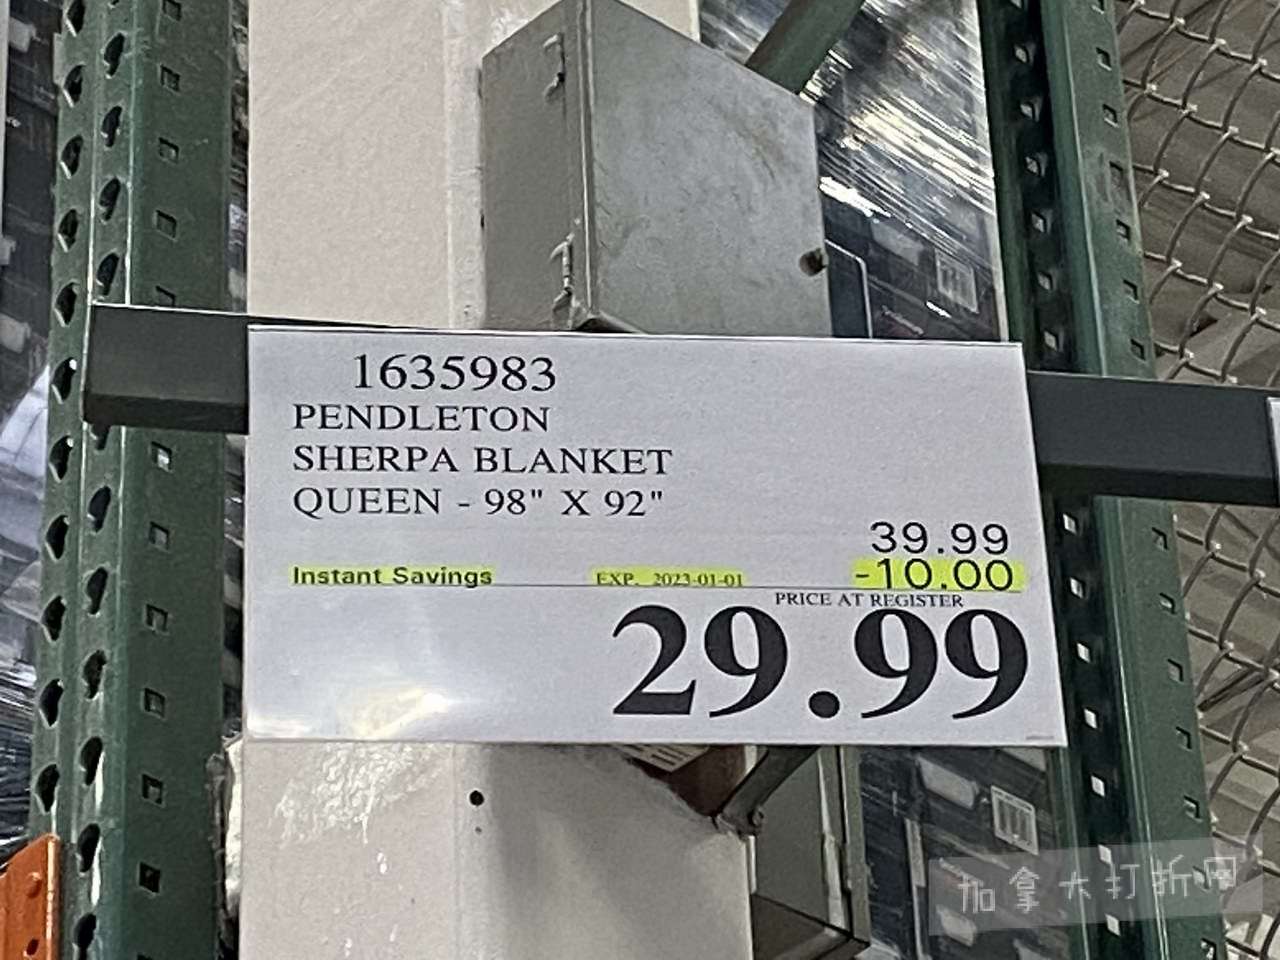 1635983
PENDLETON
SHERPA BLANKET
QUEEN - 98" X 92"
39.99
Instant Savings EXP. 2023-01-01 -10.00
PRICE AT REGISTER
29.99
加拿大打折网